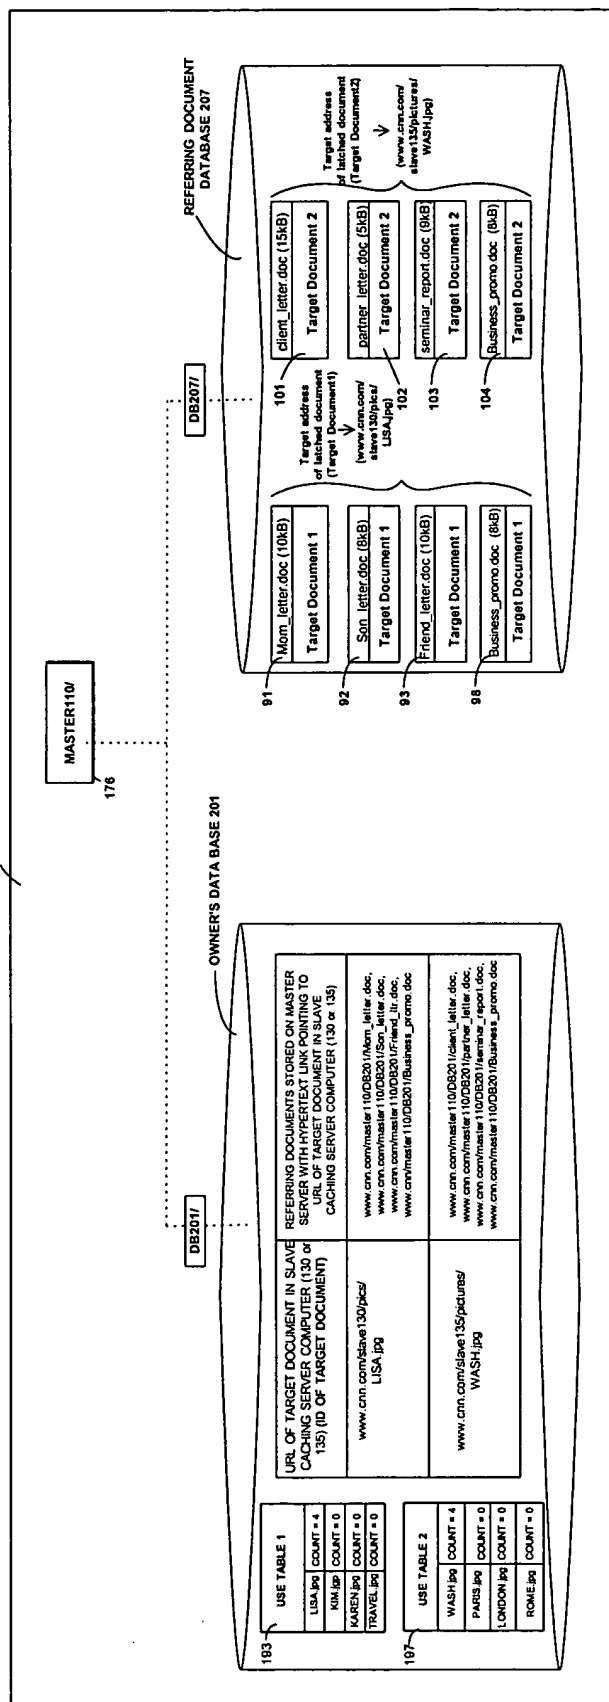 MASTER110/
176
DB201/
DB207/
OWNER'S DATA BASE 201
REFERRING DOCUMENT
DATABASE 207
193
USE TABLE 1
LISA.jpg COUNT = 4
KIM.jgp COUNT = 0
KAREN.jpg COUNT = 0
TRAVEL.jpg COUNT = 0
197
USE TABLE 2
WASH.jpg COUNT = 4
PARIS.jpg COUNT = 0
LONDON.jpg COUNT = 0
ROME.jpg COUNT = 0
URL OF TARGET DOCUMENT IN SLAVE
CACHING SERVER COMPUTER (130 or
135) (ID OF TARGET DOCUMENT)
REFERRING DOCUMENTS STORED ON MASTER
SERVER WITH HYPERTEXT LINK POINTING TO
URL OF TARGET DOCUMENT IN SLAVE
CACHING SERVER COMPUTER (130 or 135)
www.cnn.com/slave130/pics/
LISA.jpg
www.cnn.com/master110/DB201/Mom_letter.doc,
www.cnn.com/master110/DB201/Son_letter.doc,
www.cnn.com/master110/DB201/Friend_ltr.doc,
www.cnn/master110/DB201/Business_promo.doc
www.cnn.com/slave135/pictures/
WASH.jpg
www.cnn.com/master110/DB201/client_letter.doc,
www.cnn.com/master110/DB201/partner_letter.doc,
www.cnn.com/master110/DB201/seminar_report.doc,
www.cnn.com/master110/DB201/Business_promo.doc
91
Mom_letter.doc (10kB)
Target Document 1
92
Son_letter.doc (8kB)
Target Document 1
93
Friend_letter.doc (10kB)
Target Document 1
98
Business_promo.doc (8kB)
Target Document 1
Target address
of latched document
(Target Document1)
(www.cnn.com/
slave130/pics/
LISA.jpg)
101
client_letter.doc (15kB)
Target Document 2
102
partner_letter.doc (5kB)
Target Document 2
103
seminar_report.doc (9kB)
Target Document 2
104
Business_promo.doc (8kB)
Target Document 2
Target address
of latched document
(Target Document2)
(www.cnn.com/
slave135/pictures/
WASH.jpg)